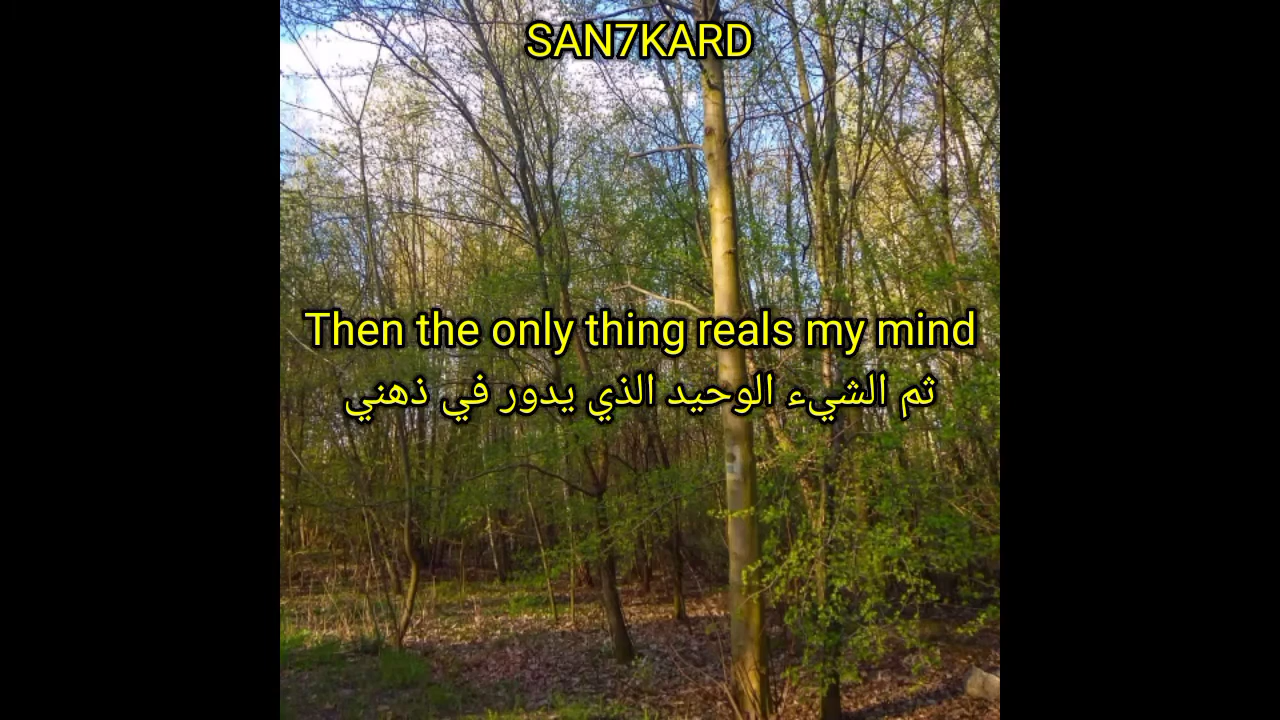 SAN7KARD
Then the only thing reals my mind
ثم الشيء الوحيد الذي يدور في ذهني